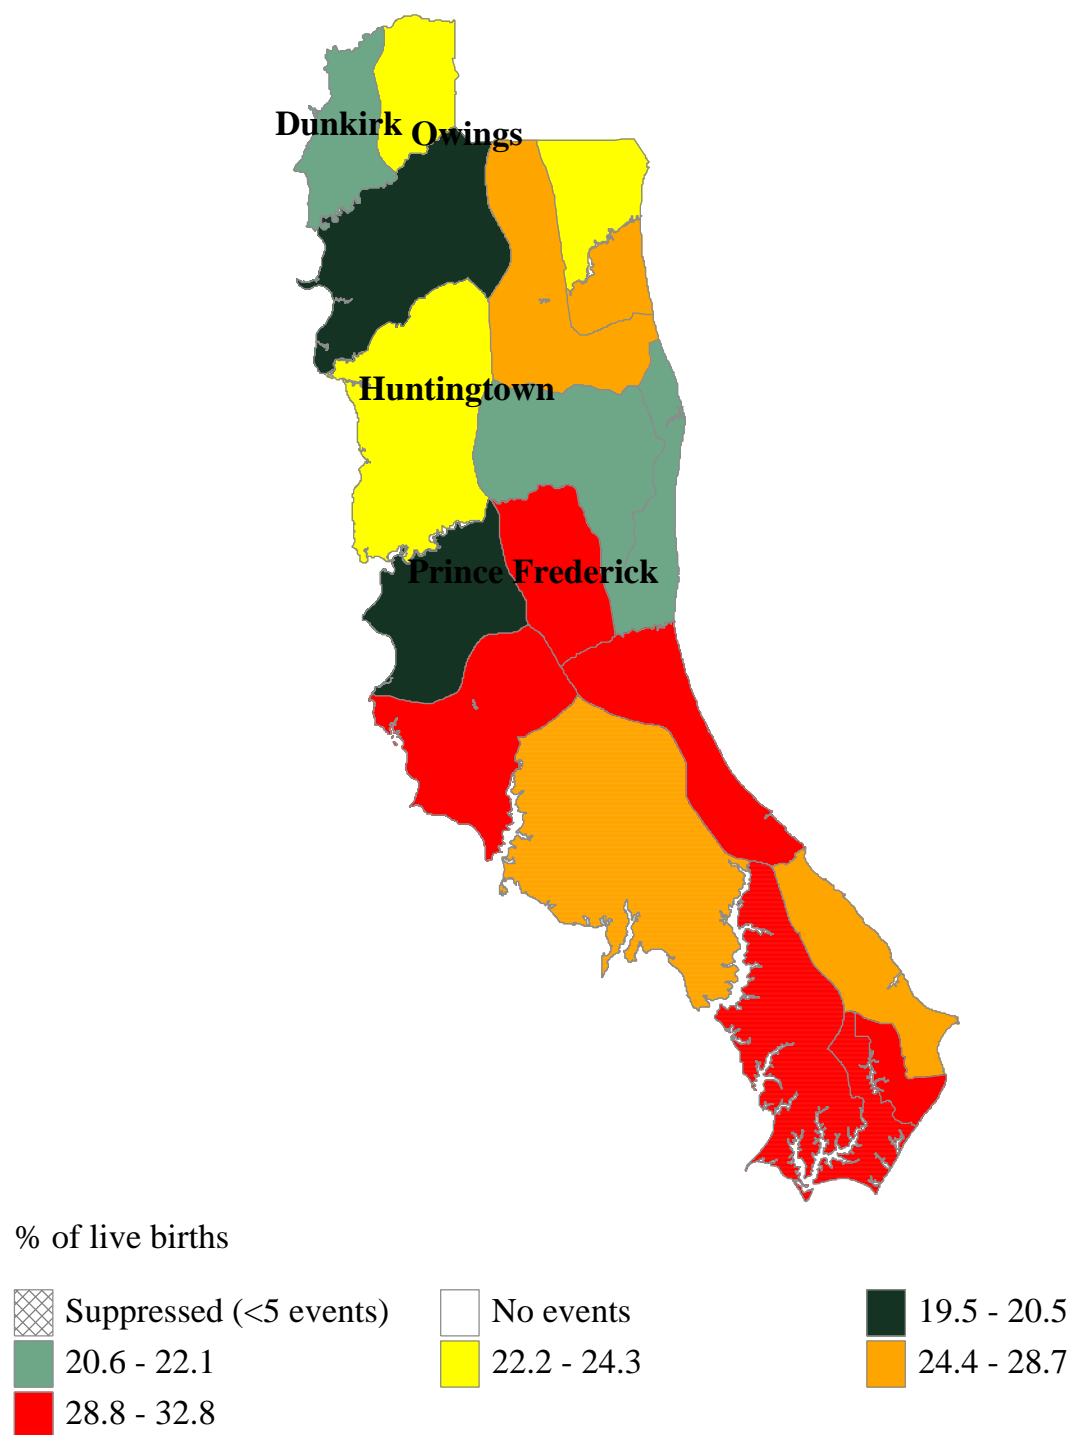 Dunkirk
Owings
Huntingtown
Prince Frederick
% of live births
Suppressed (<5 events) No events 19.5 - 20.5
20.6 - 22.1 22.2 - 24.3 24.4 - 28.7
28.8 - 32.8